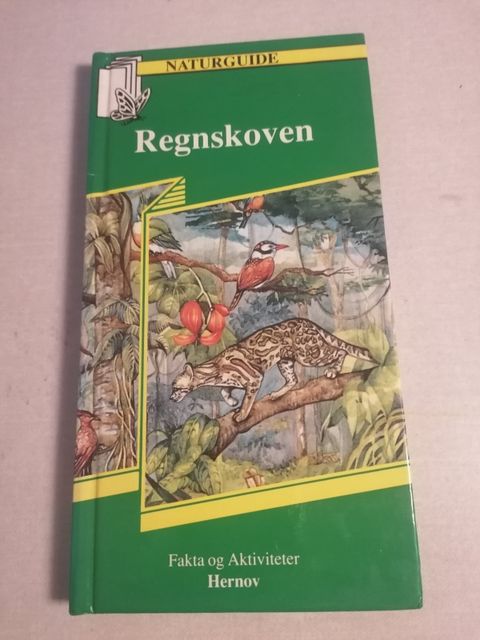 NATURGUIDE
Regnskoven
Fakta og Aktiviteter
Hernov